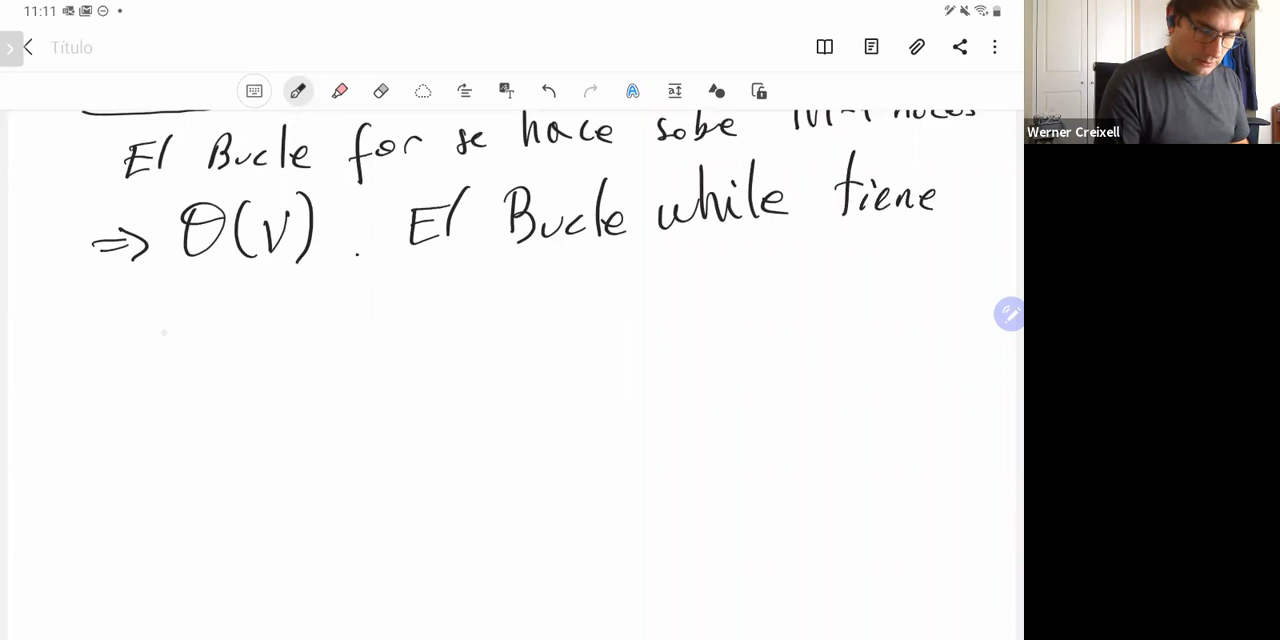 11:11
Título
El Bucle for se hace sobe
=> O(V). El Bucle while tiene
Werner Creixell